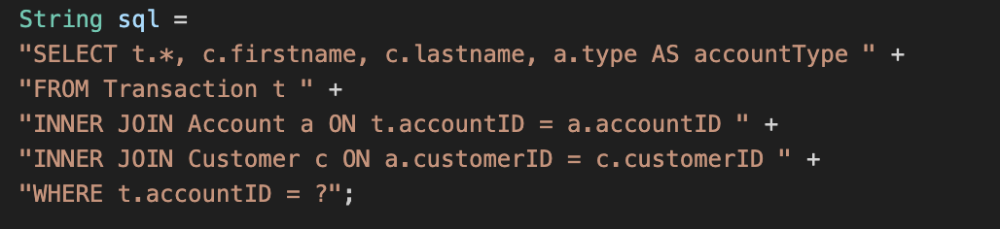 String sql =
"SELECT t.*, c.firstname, c.lastname, a.type AS accountType " +
"FROM Transaction t " +
"INNER JOIN Account a ON t.accountID = a.accountID " +
"INNER JOIN Customer c ON a.customerID = c.customerID " +
"WHERE t.accountID = ?";